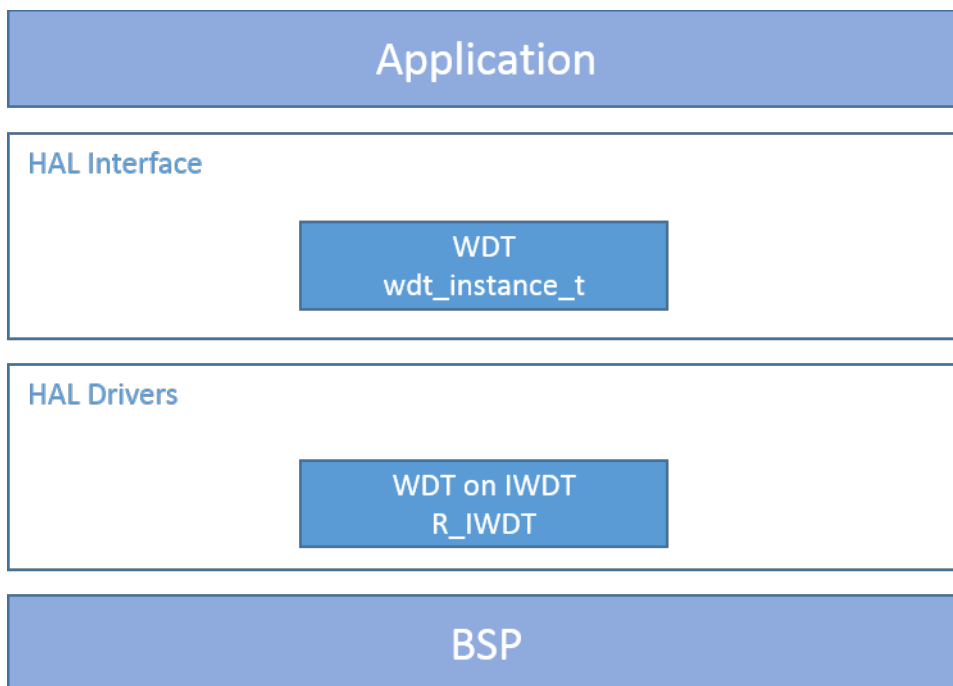 Application
HAL Interface
WDT
wdt_instance_t
HAL Drivers
WDT on IWDT
R_IWDT
BSP